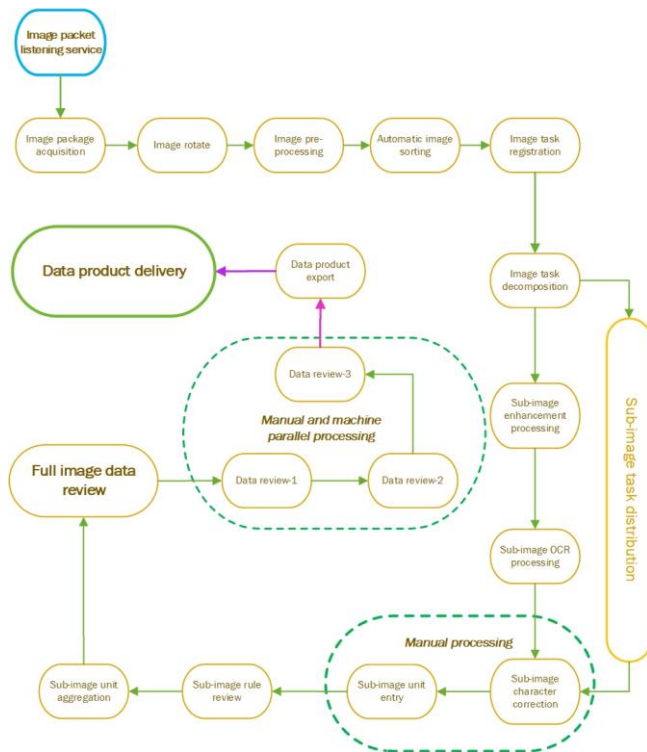 Image packet
listening service
Image package
acquisition
Image rotate
Image pre-
processing
Automatic image
sorting
Image task
registration
Data product delivery
Data product
export
Image task
decomposition
Data review-3
Manual and machine
parallel processing
Sub-image
enhancement
processing
Sub-image task distribution
Full image data
review
Data review-1
Data review-2
Sub-image OCR
processing
Manual processing
Sub-image unit
aggregation
Sub-image rule
review
Sub-image unit
entry
Sub-image
character
correction